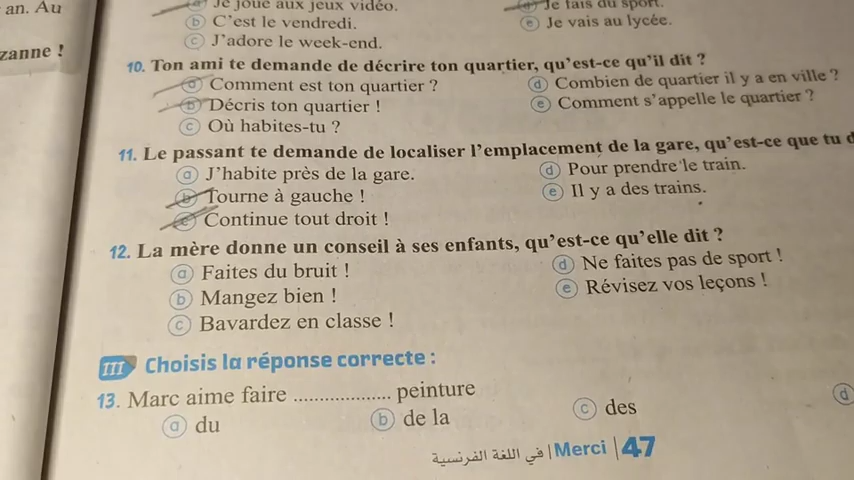 an. Au
zanne !
Je joue aux jeux vidéo.
ⓑ C'est le vendredi.
ⓒ J'adore le week-end.
ⓓ Je fais du sport.
ⓔ Je vais au lycée.
10. Ton ami te demande de décrire ton quartier, qu'est-ce qu'il dit ?
ⓐ Comment est ton quartier ?
ⓑ Décris ton quartier !
ⓒ Où habites-tu ?
ⓓ Combien de quartier il y a en ville ?
ⓔ Comment s'appelle le quartier ?
11. Le passant te demande de localiser l'emplacement de la gare, qu'est-ce que tu d
ⓐ J'habite près de la gare.
ⓑ Tourne à gauche !
ⓒ Continue tout droit !
ⓓ Pour prendre le train.
ⓔ Il y a des trains.
12. La mère donne un conseil à ses enfants, qu'est-ce qu'elle dit ?
ⓐ Faites du bruit !
ⓑ Mangez bien !
ⓒ Bavardez en classe !
ⓓ Ne faites pas de sport !
ⓔ Révisez vos leçons !
III Choisis la réponse correcte :
13. Marc aime faire ................... peinture
ⓐ du
ⓑ de la
ⓒ des
ⓓ
في اللغة الفرنسية | Merci | 47